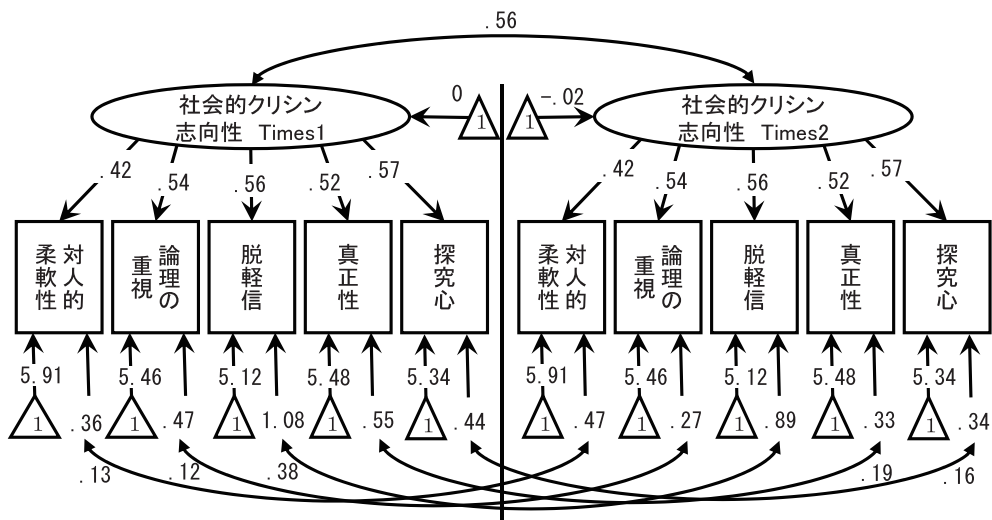 .56
社会的クリシン
志向性 Times1
0
1
1
-.02
社会的クリシン
志向性 Times2
.42
.54
.56
.52
.57
.42
.54
.56
.52
.57
対人的
柔軟性
論理の
重視
脱軽信
真正性
探究心
対人的
柔軟性
論理の
重視
脱軽信
真正性
探究心
5.91
5.46
5.12
5.48
5.34
5.91
5.46
5.12
5.48
5.34
1
.36
1
.47
1
1.08
1
.55
1
.44
1
.47
1
.27
1
.89
1
.33
1
.34
.13
.12
.38
.19
.16